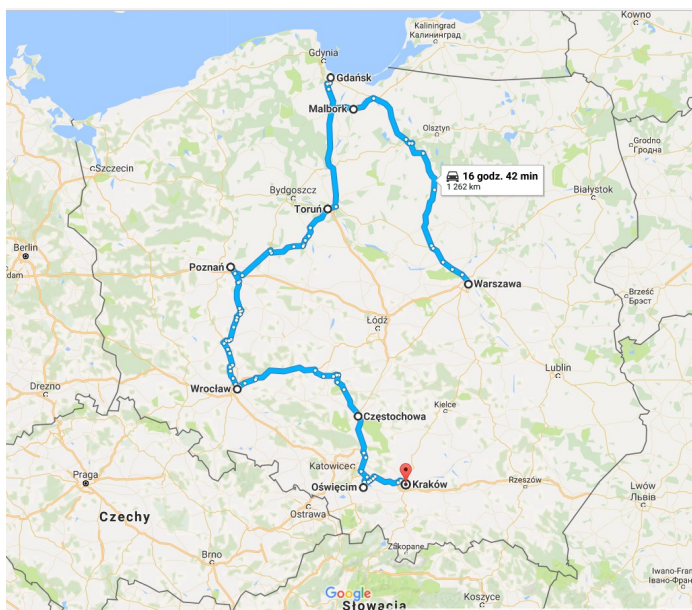 Kaliningrad
Калининград
Kowno
Gdynia
Gdańsk
Malbork
Olsztyn
Grodno
Гродна
Szczecin
16 godz. 42 min
1 262 km
Białystok
Bydgoszcz
Toruń
Berlin
dam
Poznań
Warszawa
Brześć
Брэст
Łódź
Lublin
Drezno
Wrocław
Kielce
Częstochowa
Katowice
Praga
Oświęcim
Kraków
Rzeszów
Lwów
Львів
Czechy
Ostrawa
Brno
Zakopane
Iwano-Fran
Івано-Фран
Google
Koszyce
Słowacja